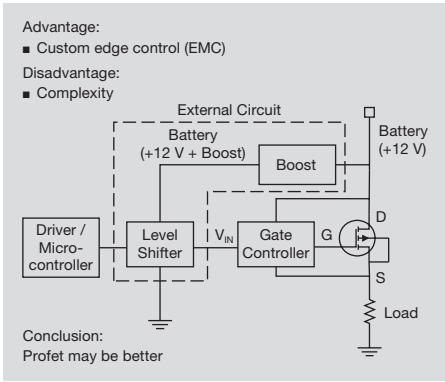 Advantage:
■ Custom edge control (EMC)
Disadvantage:
■ Complexity
External Circuit
Battery
(+12 V + Boost)
Boost
Battery
(+12 V)
Driver /
Micro-
controller
Level
Shifter
VIN
Gate
Controller
G
D
S
Load
Conclusion:
Profet may be better